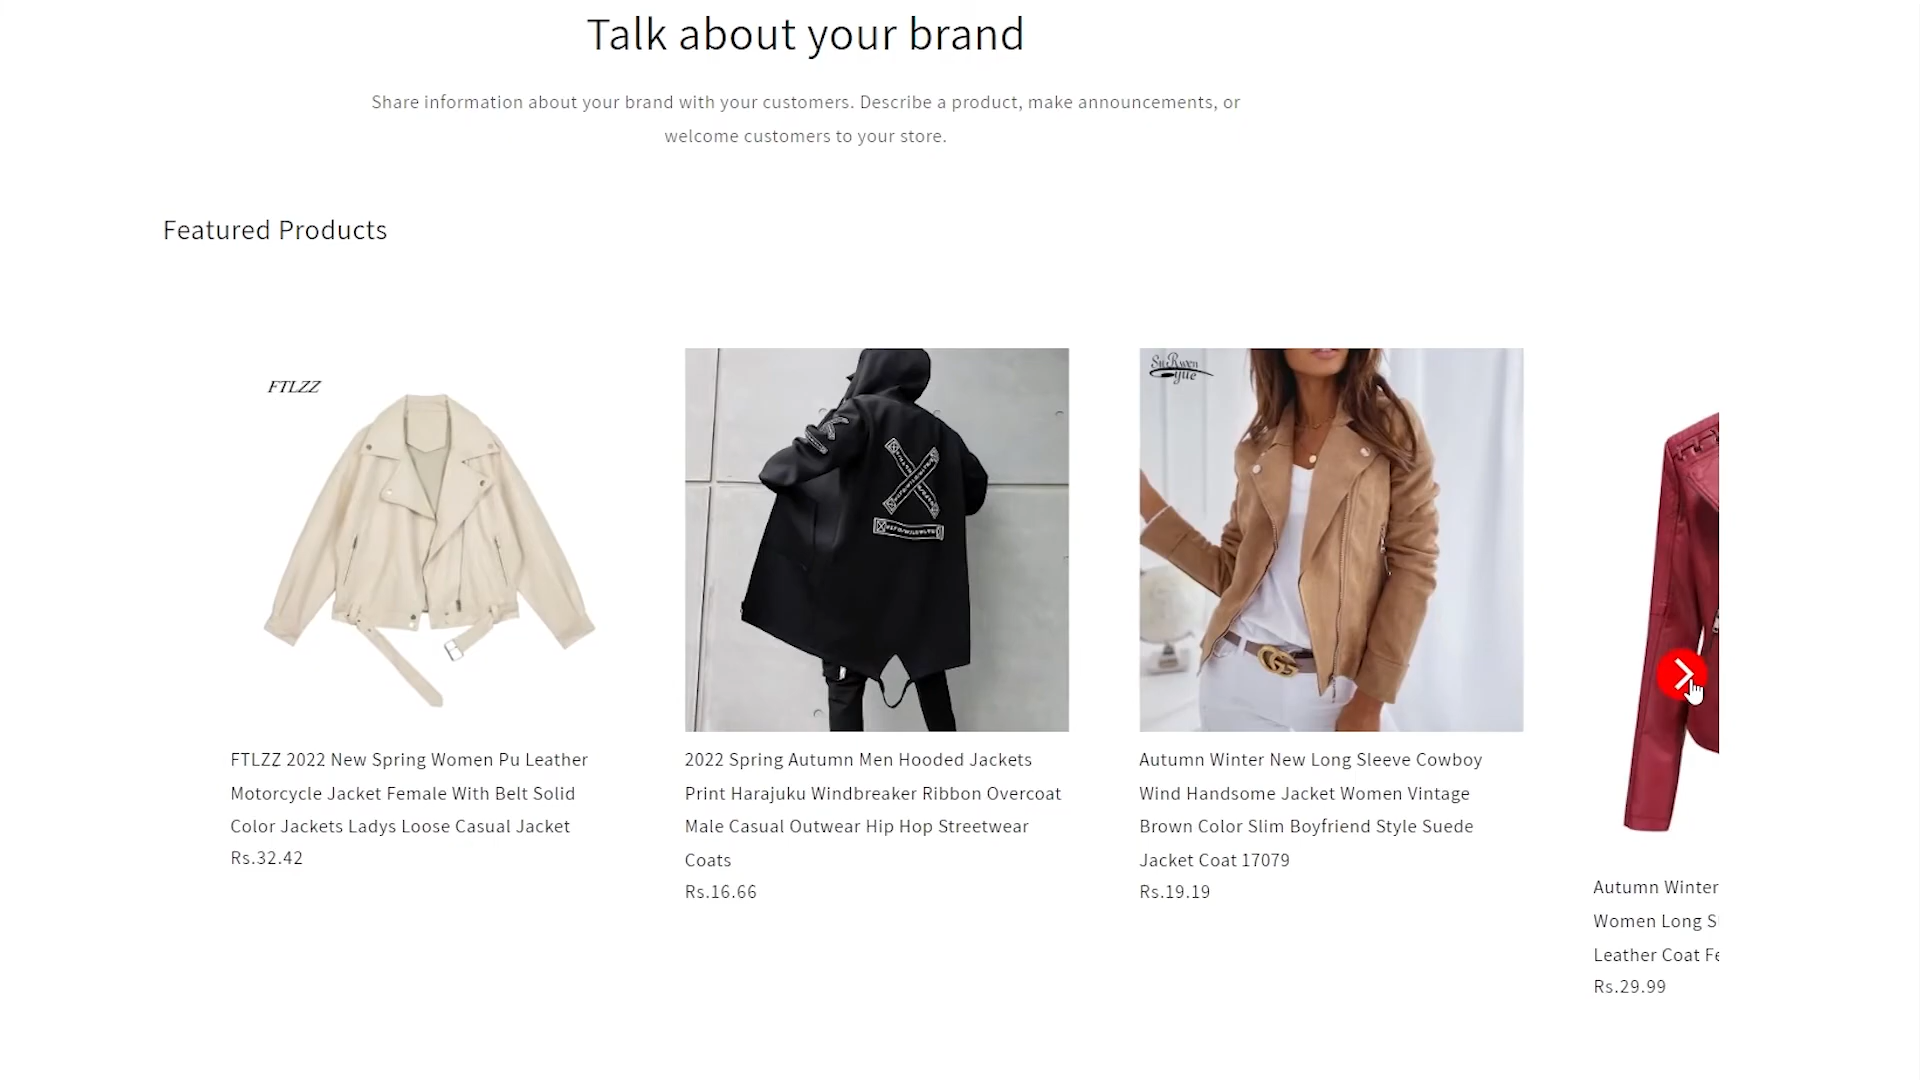 Talk about your brand
Share information about your brand with your customers. Describe a product, make announcements, or
welcome customers to your store.
Featured Products
FTLZZ
SuRwen
yue
FTLZZ 2022 New Spring Women Pu Leather
Motorcycle Jacket Female With Belt Solid
Color Jackets Ladys Loose Casual Jacket
Rs.32.42
2022 Spring Autumn Men Hooded Jackets
Print Harajuku Windbreaker Ribbon Overcoat
Male Casual Outwear Hip Hop Streetwear
Coats
Rs.16.66
Autumn Winter New Long Sleeve Cowboy
Wind Handsome Jacket Women Vintage
Brown Color Slim Boyfriend Style Suede
Jacket Coat 17079
Rs.19.19
Autumn Winter
Women Long S
Leather Coat Fe
Rs.29.99